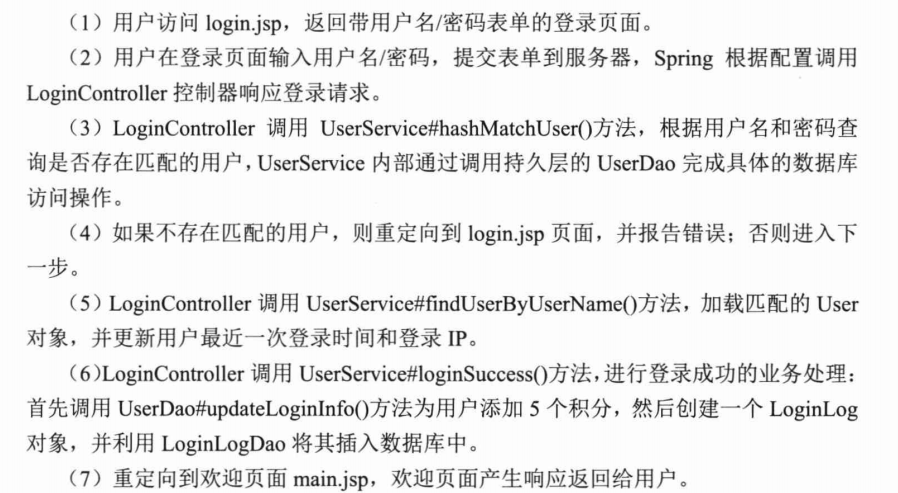 （1）用户访问 login.jsp，返回带用户名/密码表单的登录页面。
（2）用户在登录页面输入用户名/密码，提交表单到服务器，Spring 根据配置调用
LoginController 控制器响应登录请求。
（3）LoginController 调用 UserService#hashMatchUser()方法，根据用户名和密码查
询是否存在匹配的用户，UserService 内部通过调用持久层的 UserDao 完成具体的数据库
访问操作。
（4）如果不存在匹配的用户，则重定向到 login.jsp 页面，并报告错误；否则进入下
一步。
（5）LoginController 调用 UserService#findUserByUserName()方法，加载匹配的 User
对象，并更新用户最近一次登录时间和登录 IP。
（6）LoginController 调用 UserService#loginSuccess()方法，进行登录成功的业务处理：
首先调用 UserDao#updateLoginInfo()方法为用户添加 5 个积分，然后创建一个 LoginLog
对象，并利用 LoginLogDao 将其插入数据库中。
（7）重定向到欢迎页面 main.jsp，欢迎页面产生响应返回给用户。